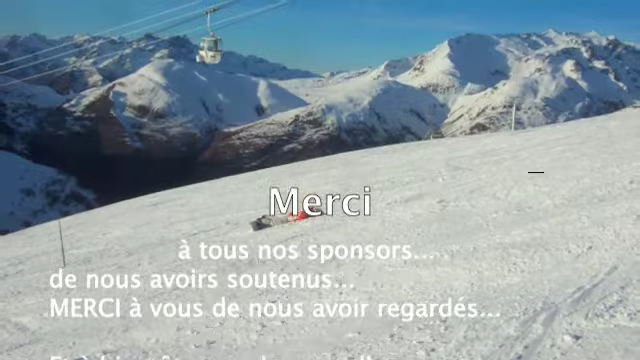 Merci
à tous nos sponsors...
de nous avoirs soutenus...
MERCI à vous de nous avoir regardés...